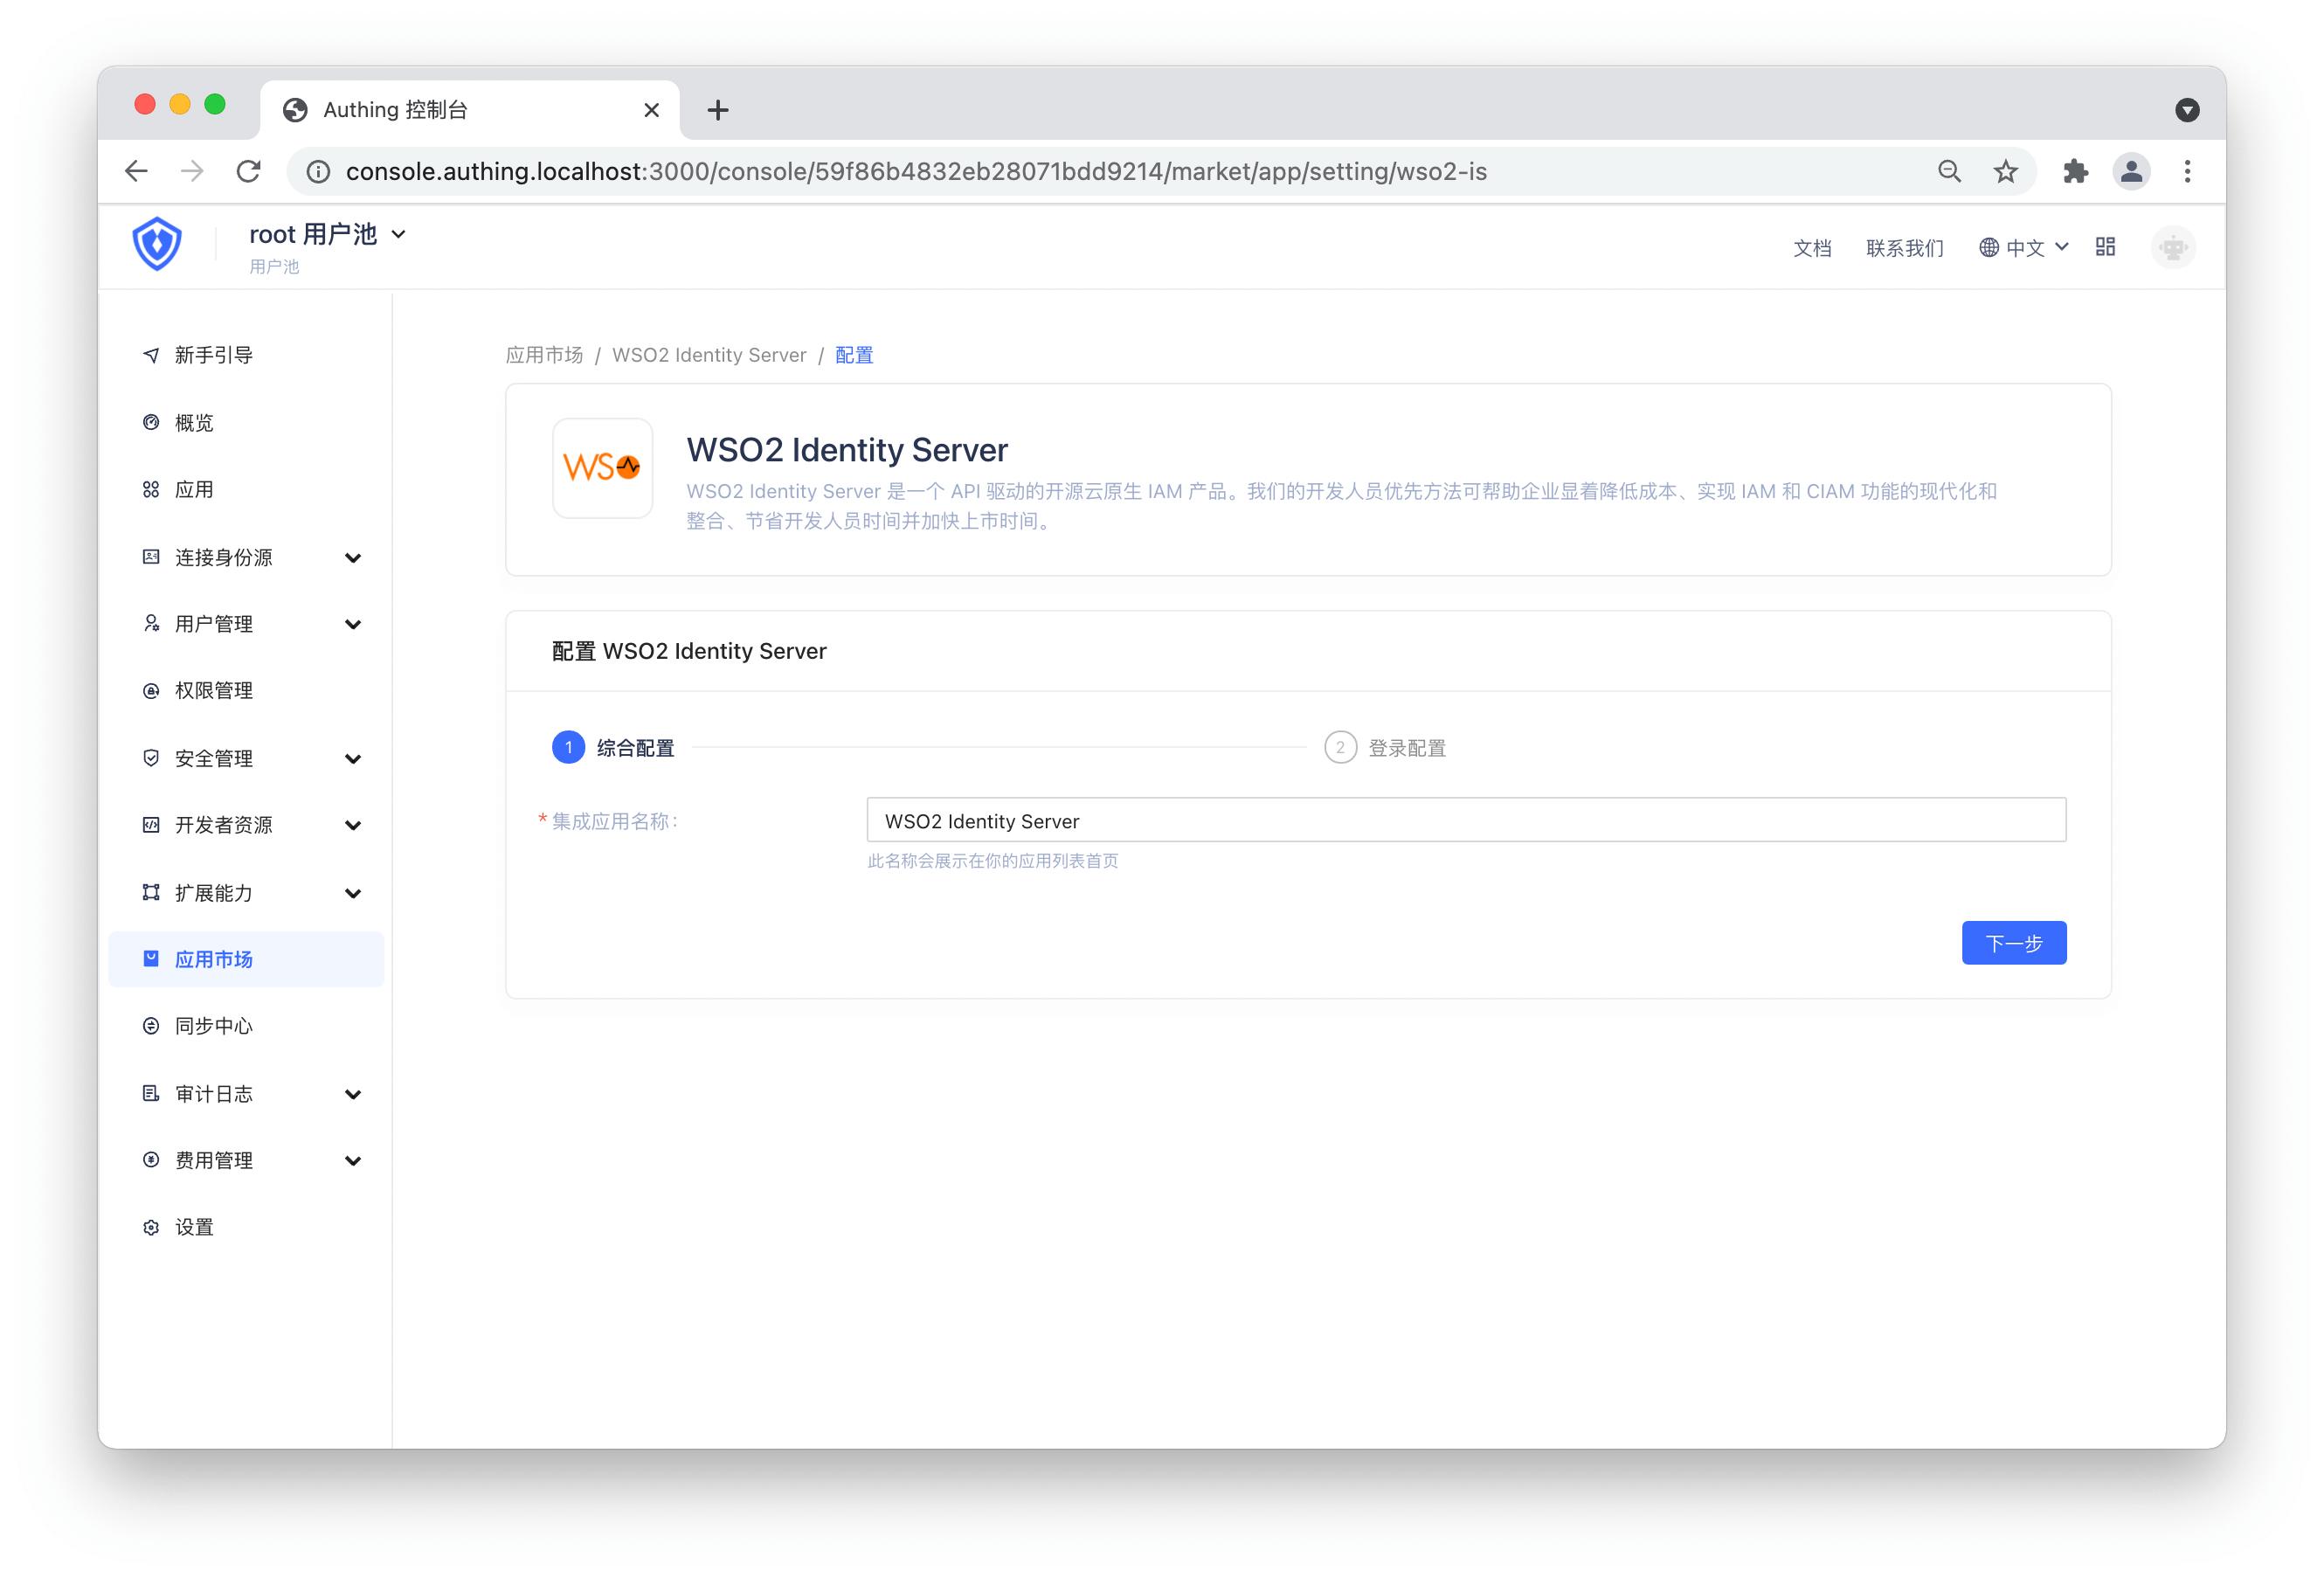 Authing 控制台
console.authing.localhost:3000/console/59f86b4832eb28071bdd9214/market/app/setting/wso2-is
root 用户池
用户池
文档 联系我们 中文
新手引导
概览
应用
连接身份源
用户管理
权限管理
安全管理
开发者资源
扩展能力
应用市场
同步中心
审计日志
费用管理
设置
应用市场 / WSO2 Identity Server / 配置
WSO
WSO2 Identity Server
WSO2 Identity Server 是一个 API 驱动的开源云原生 IAM 产品。我们的开发人员优先方法可帮助企业显着降低成本、实现 IAM 和 CIAM 功能的现代化和
整合、节省开发人员时间并加快上市时间。
配置 WSO2 Identity Server
1 综合配置
2 登录配置
* 集成应用名称：
WSO2 Identity Server
此名称会展示在你的应用列表首页
下一步